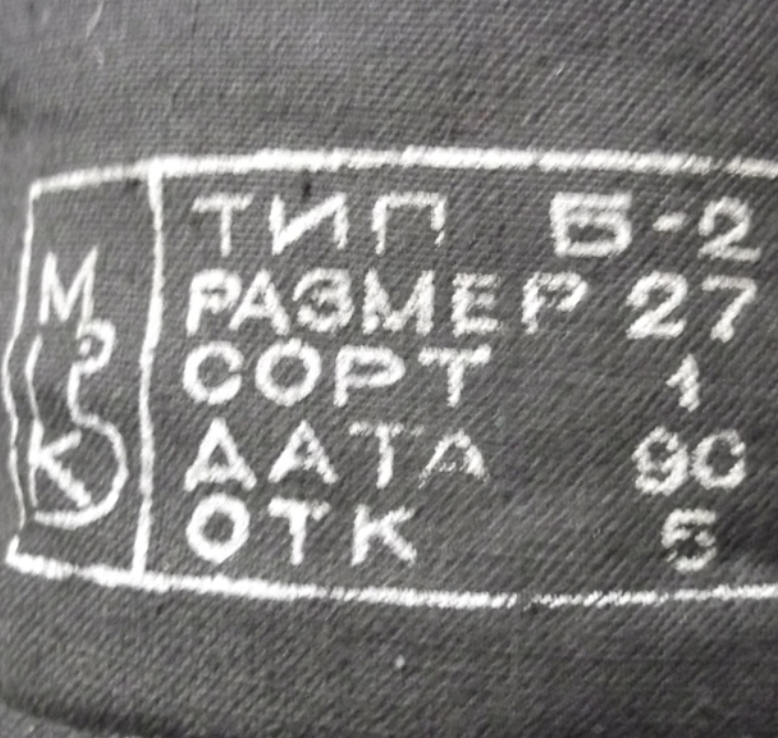 М
К
ТИП Б-2
РАЗМЕР 27
СОРТ 1
ДАТА 90
ОТК 5